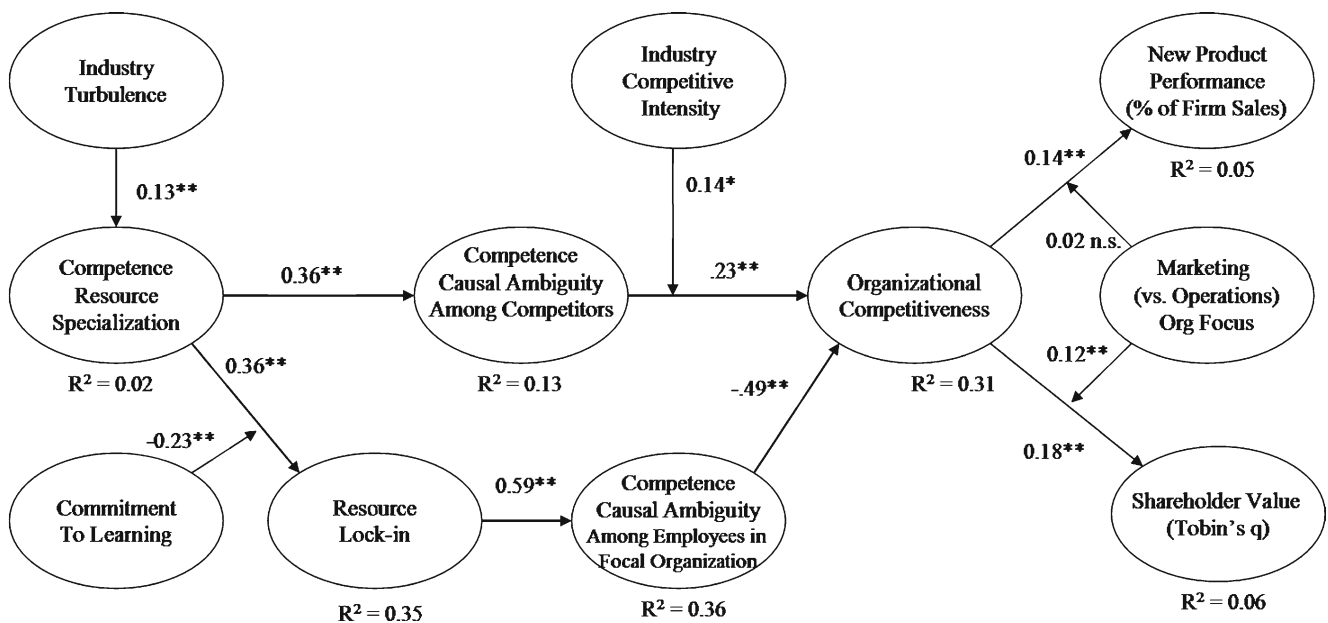 Industry
Turbulence
Industry
Competitive
Intensity
New Product
Performance
(% of Firm Sales)
0.13**
0.14*
0.14**
R² = 0.05
0.02 n.s.
Competence
Resource
Specialization
0.36**
Competence
Causal Ambiguity
Among Competitors
.23**
Organizational
Competitiveness
Marketing
(vs. Operations)
Org Focus
R² = 0.02
0.36**
R² = 0.13
-.49**
R² = 0.31
0.12**
-0.23**
0.18**
Commitment
To Learning
Resource
Lock-in
0.59**
Competence
Causal Ambiguity
Among Employees in
Focal Organization
Shareholder Value
(Tobin's q)
R² = 0.35
R² = 0.36
R² = 0.06